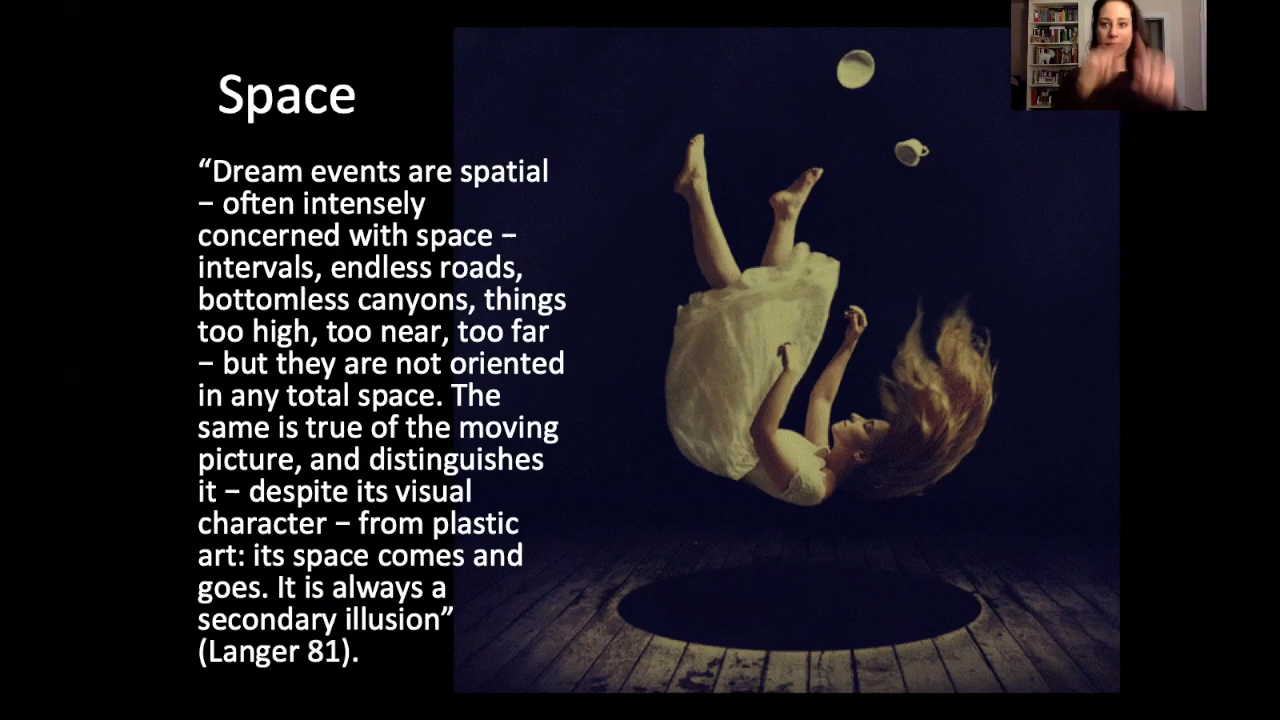 Space
“Dream events are spatial
– often intensely
concerned with space –
intervals, endless roads,
bottomless canyons, things
too high, too near, too far
– but they are not oriented
in any total space. The
same is true of the moving
picture, and distinguishes
it – despite its visual
character – from plastic
art: its space comes and
goes. It is always a
secondary illusion”
(Langer 81).